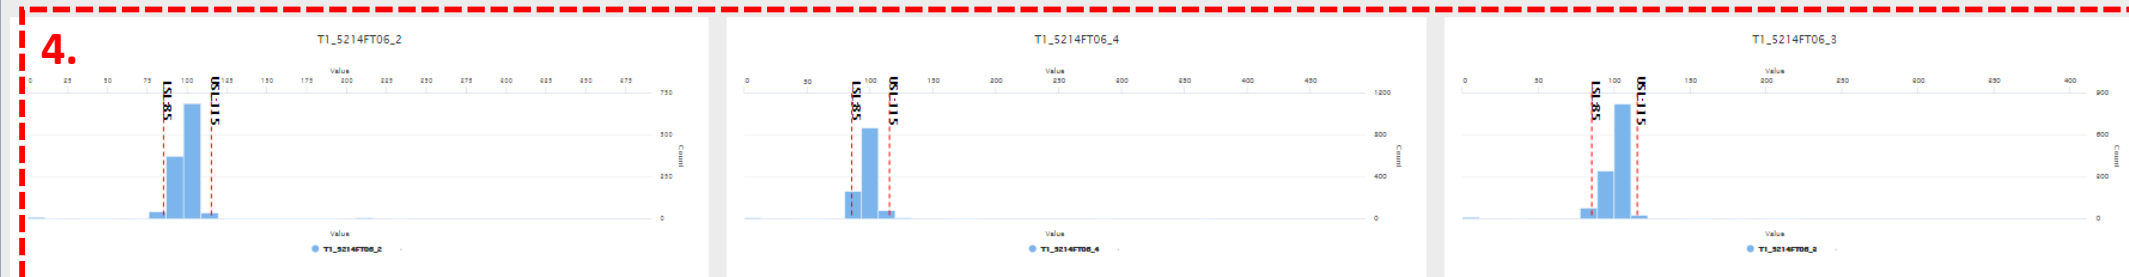 4.
T1_5214FT06_2
Value
0 25 50 75 100 125 150 175 200 225 250 275 300 325 350 375
LSL:85
USL:115
750
500
250
0
Count
Value
T1_5214FT06_2
T1_5214FT06_4
Value
0 50 100 150 200 250 300 350 400 450
LSL:85
USL:115
1200
800
400
0
Count
Value
T1_5214FT06_4
T1_5214FT06_3
Value
0 50 100 150 200 250 300 350 400
LSL:85
USL:115
900
600
300
0
Count
Value